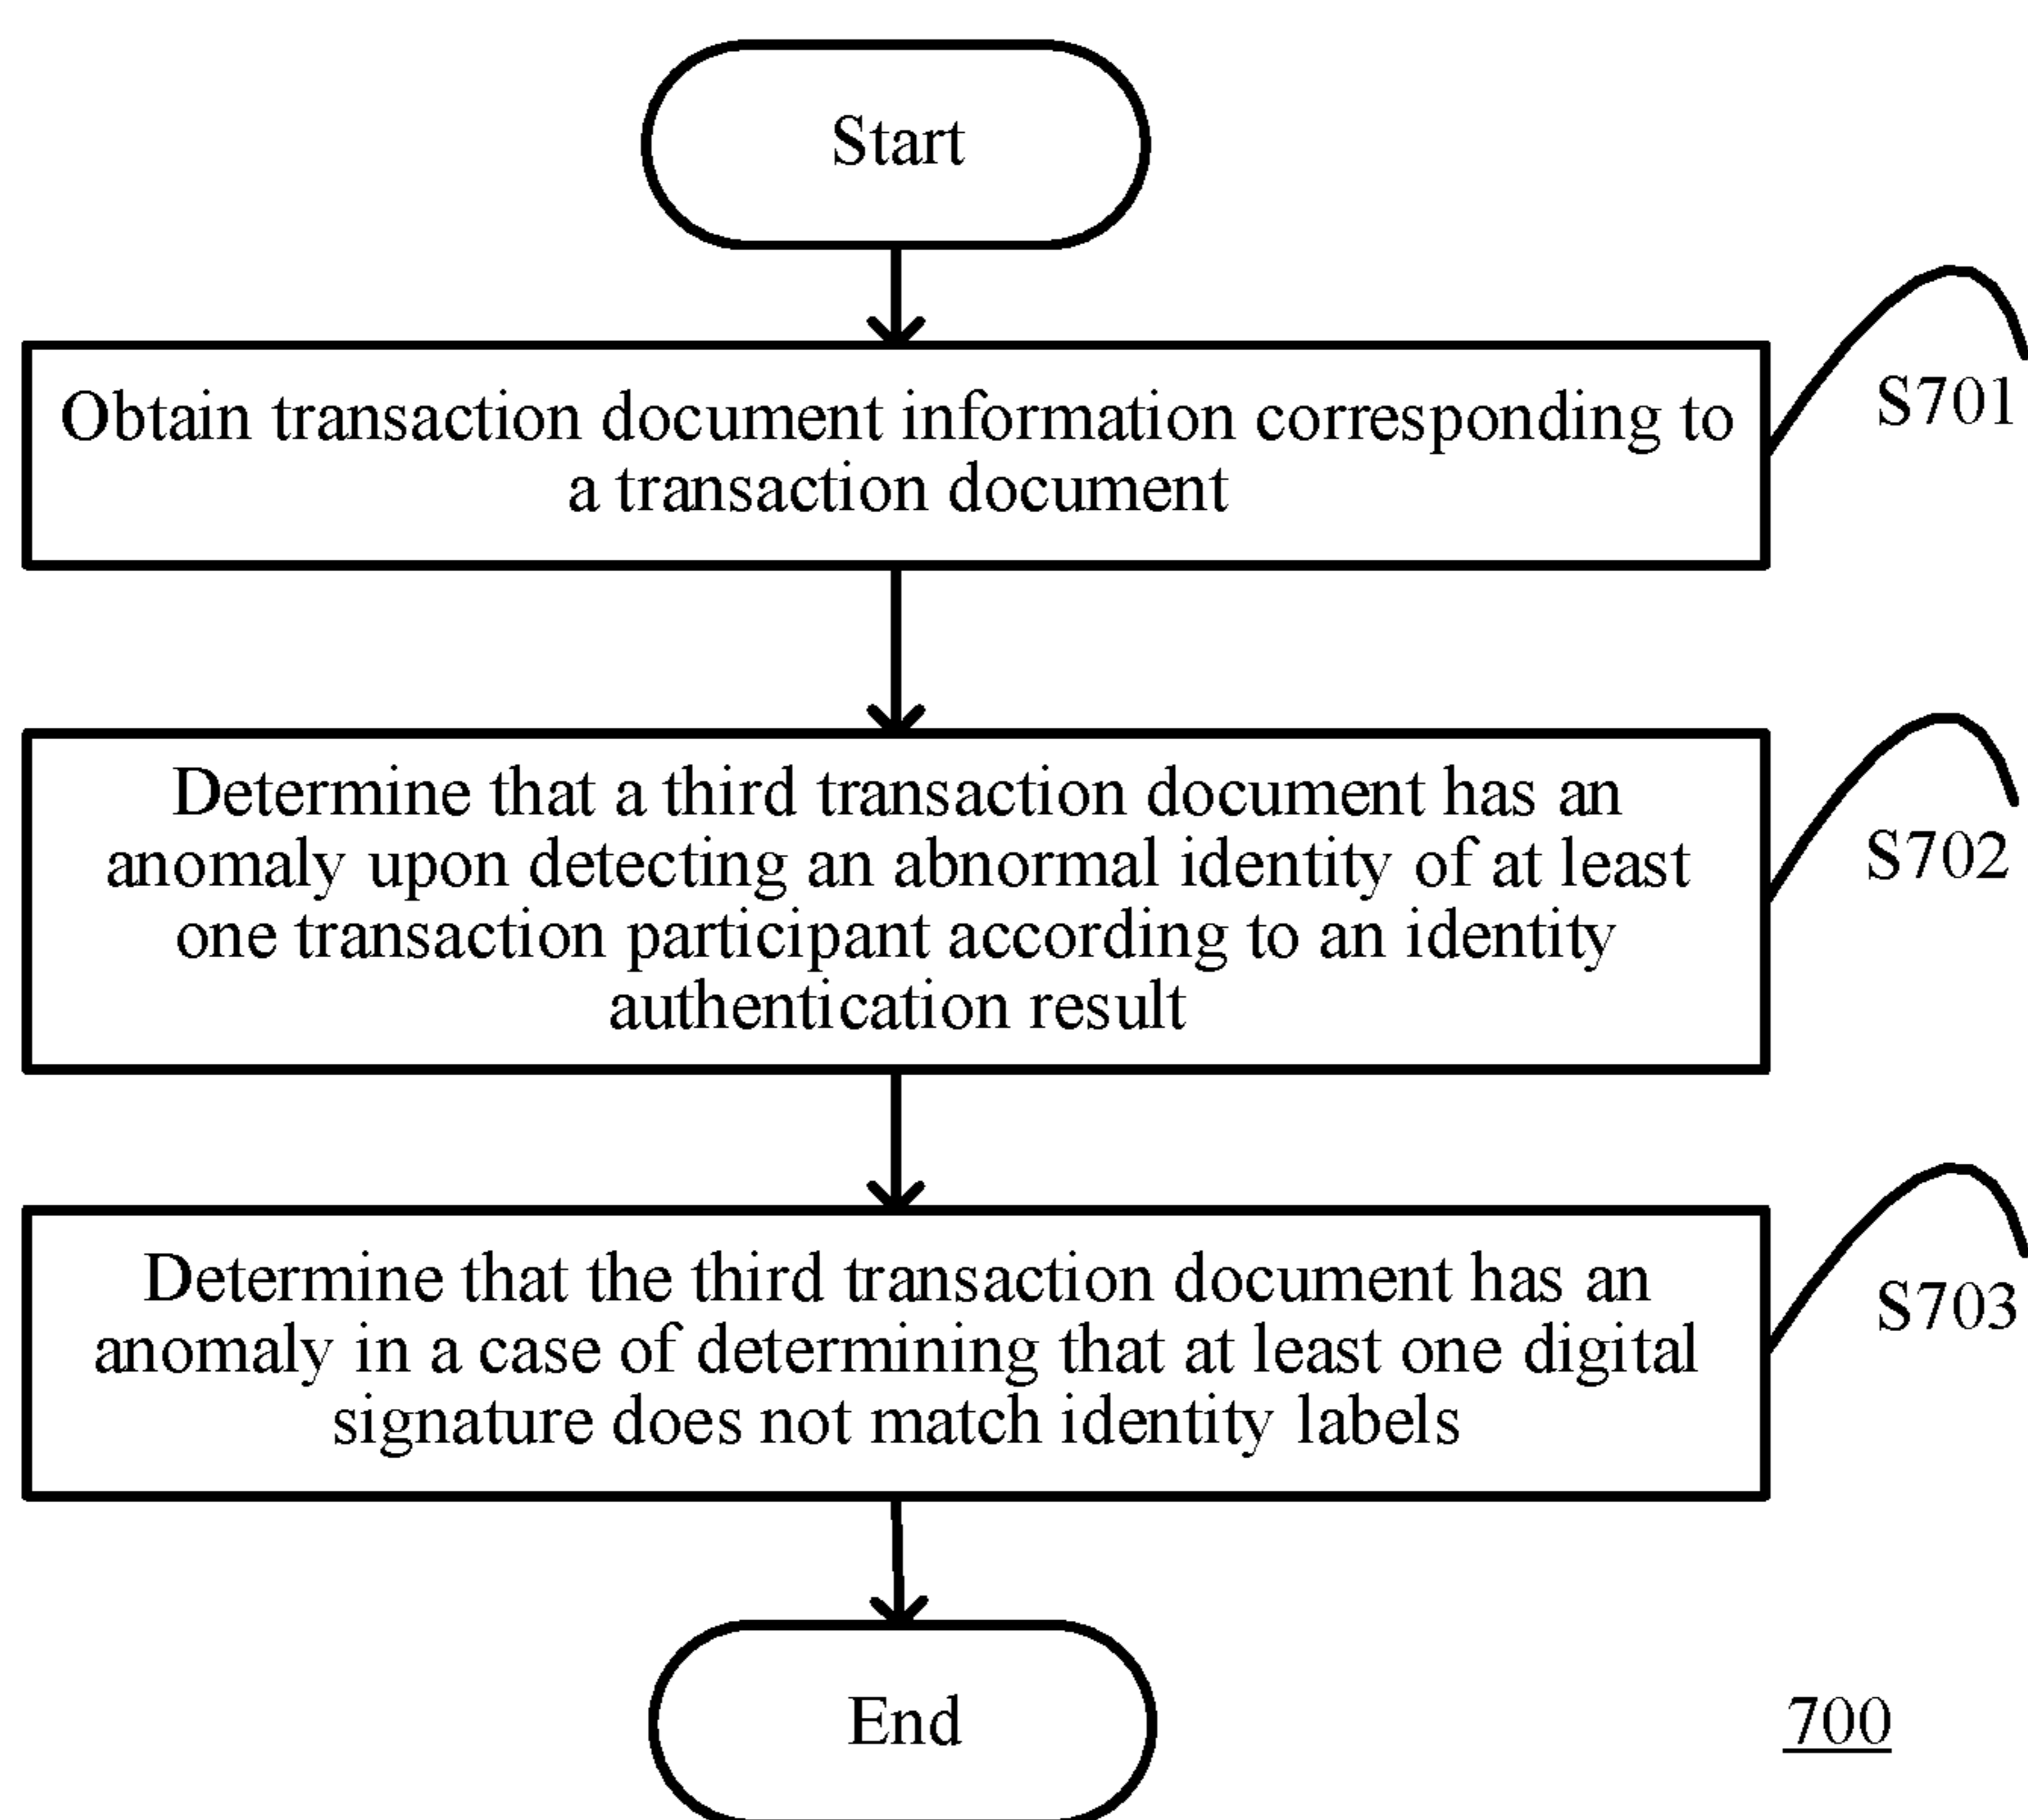 Start
Obtain transaction document information corresponding to
a transaction document
S701
Determine that a third transaction document has an
anomaly upon detecting an abnormal identity of at least
one transaction participant according to an identity
authentication result
S702
Determine that the third transaction document has an
anomaly in a case of determining that at least one digital
signature does not match identity labels
S703
End
700